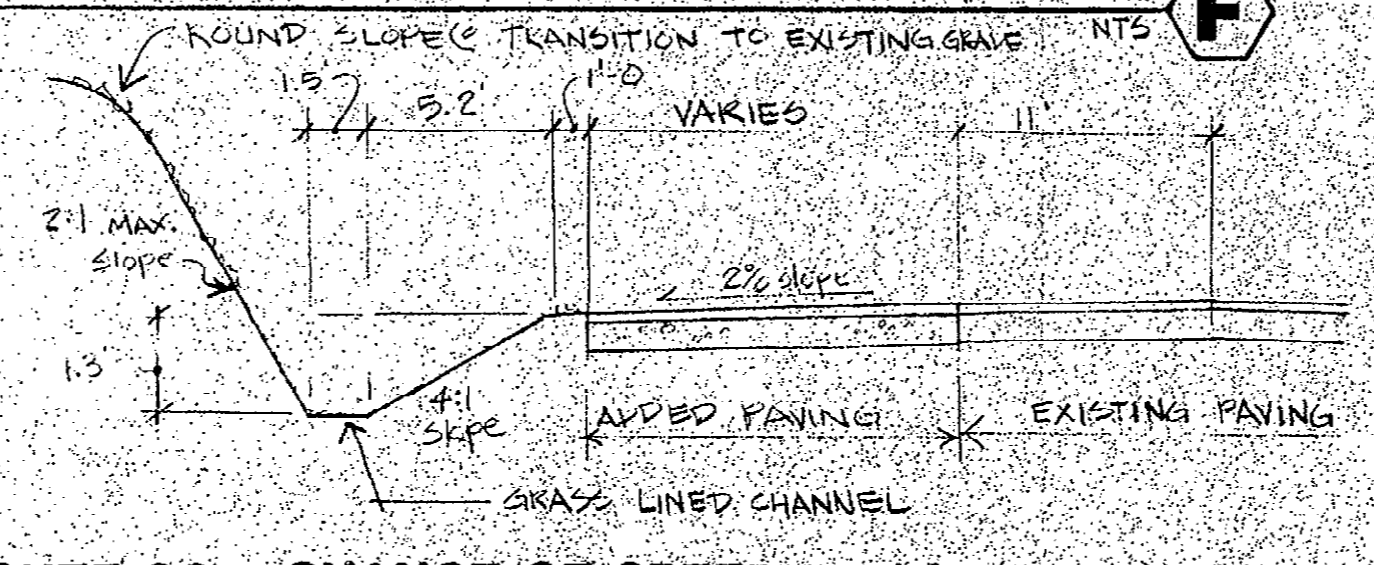 F
ROUND SLOPE @ TRANSITION TO EXISTING GRADE
NTS
1.5'
5.2'
1'-0
VARIES
11'
2:1 MAX.
slope
2% slope
1.3'
4:1
slope
ADDED PAVING
EXISTING PAVING
GRASS LINED CHANNEL